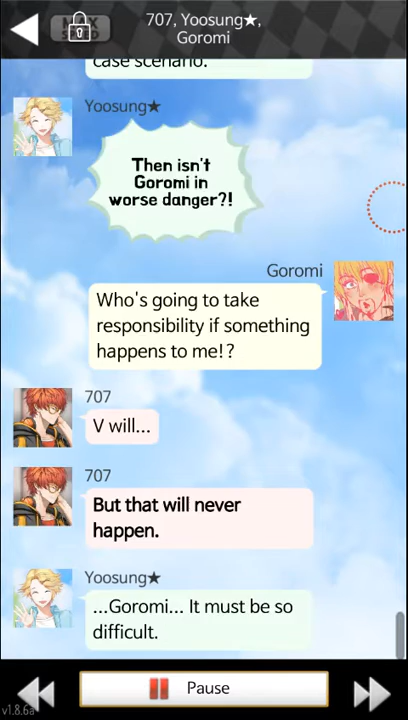 707, Yoosung★,
Goromi
case scenario.
Yoosung★
Then isn't
Goromi in
worse danger?!
Goromi
Who's going to take
responsibility if something
happens to me!?
707
V will...
707
But that will never
happen.
Yoosung★
...Goromi... It must be so
difficult.
Pause
v1.8.6a